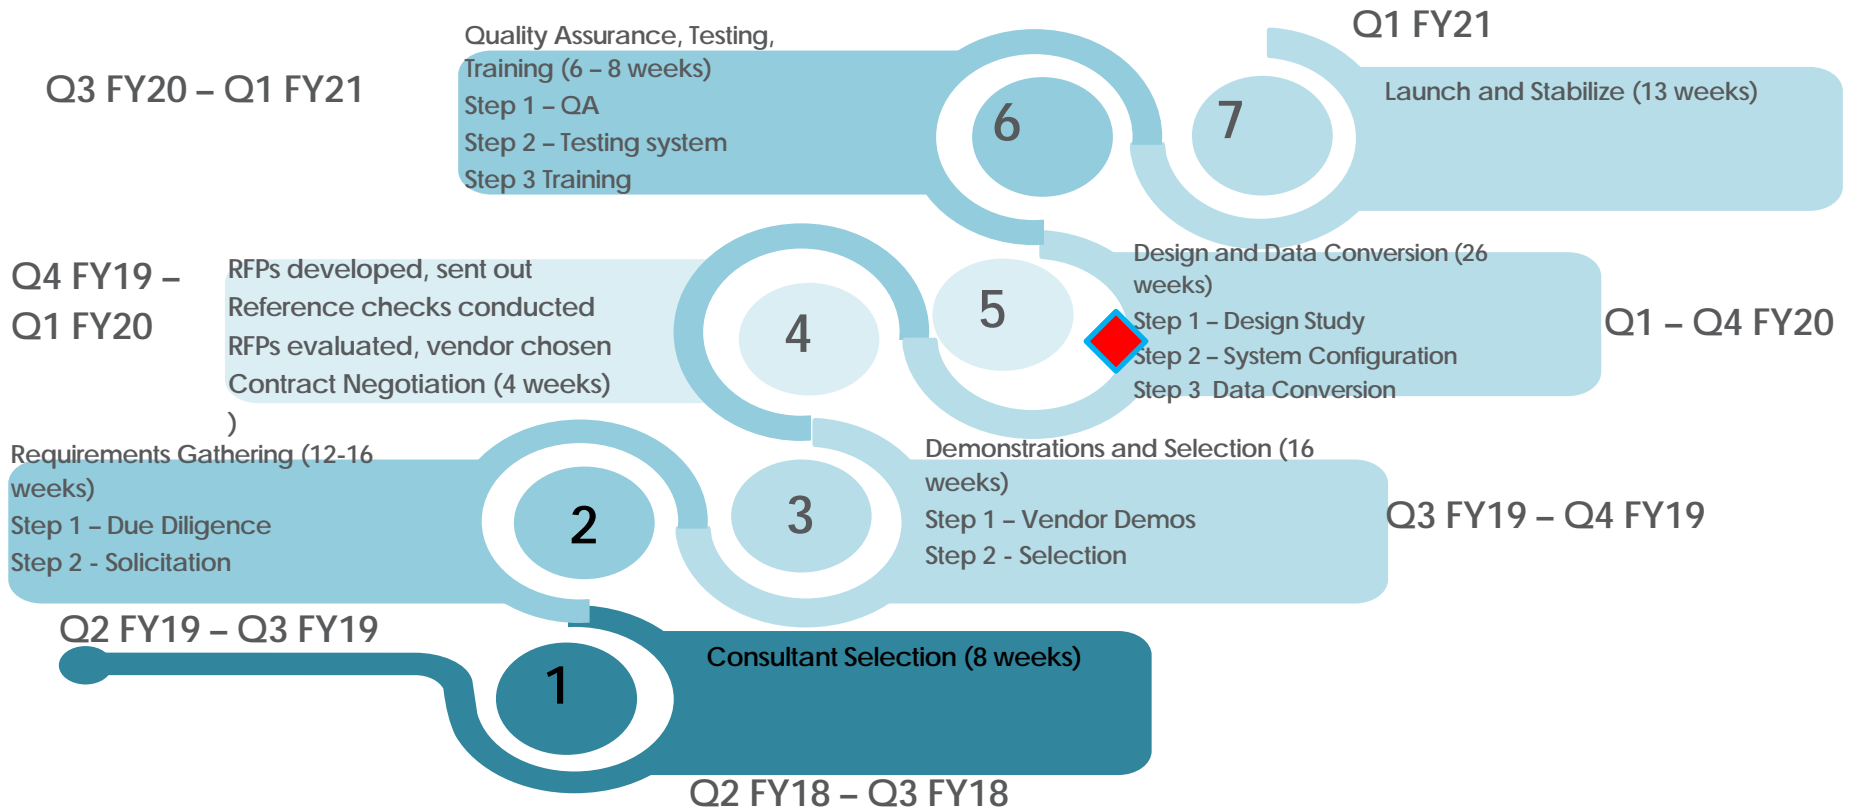 Q1 FY21
Quality Assurance, Testing,
Training (6 – 8 weeks)
Step 1 – QA
Step 2 – Testing system
Step 3 Training
Q3 FY20 – Q1 FY21
6
7
Launch and Stabilize (13 weeks)
Q4 FY19 –
Q1 FY20
RFPs developed, sent out
Reference checks conducted
RFPs evaluated, vendor chosen
Contract Negotiation (4 weeks)
)
4
5
Design and Data Conversion (26
weeks)
Step 1 – Design Study
Step 2 – System Configuration
Step 3  Data Conversion
Q1 – Q4 FY20
Requirements Gathering (12-16
weeks)
Step 1 – Due Diligence
Step 2 - Solicitation
2
3
Demonstrations and Selection (16
weeks)
Step 1 – Vendor Demos
Step 2 - Selection
Q3 FY19 – Q4 FY19
Q2 FY19 – Q3 FY19
1
Consultant Selection (8 weeks)
Q2 FY18 – Q3 FY18